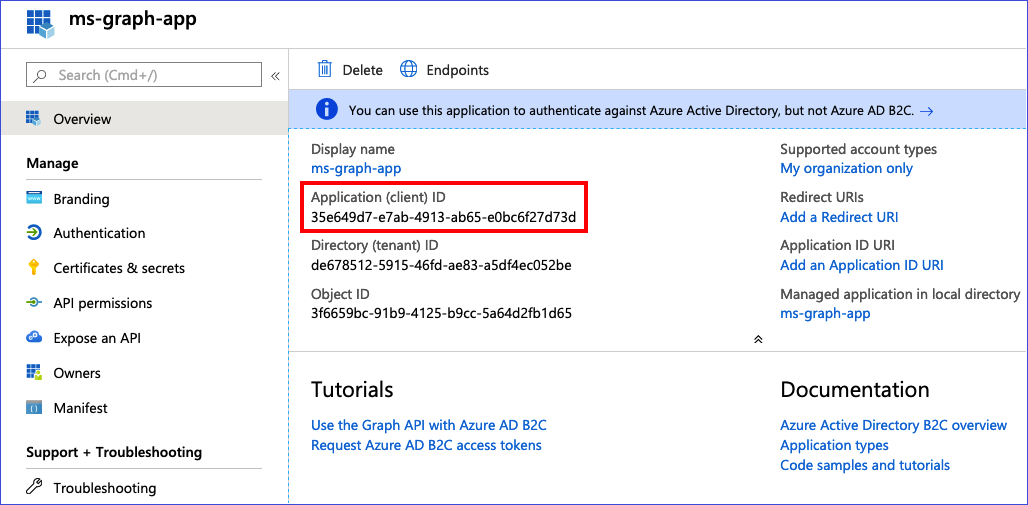 ms-graph-app
Search (Cmd+/)
«
Overview
Manage
Branding
Authentication
Certificates & secrets
API permissions
Expose an API
Owners
Manifest
Support + Troubleshooting
Troubleshooting
Delete
Endpoints
You can use this application to authenticate against Azure Active Directory, but not Azure AD B2C. →
Display name
ms-graph-app
Application (client) ID
35e649d7-e7ab-4913-ab65-e0bc6f27d73d
Directory (tenant) ID
de678512-5915-46fd-ae83-a5df4ec052be
Object ID
3f6659bc-91b9-4125-b9cc-5a64d2fb1d65
Supported account types
My organization only
Redirect URIs
Add a Redirect URI
Application ID URI
Add an Application ID URI
Managed application in local directory
ms-graph-app
Tutorials
Use the Graph API with Azure AD B2C
Request Azure AD B2C access tokens
Documentation
Azure Active Directory B2C overview
Application types
Code samples and tutorials